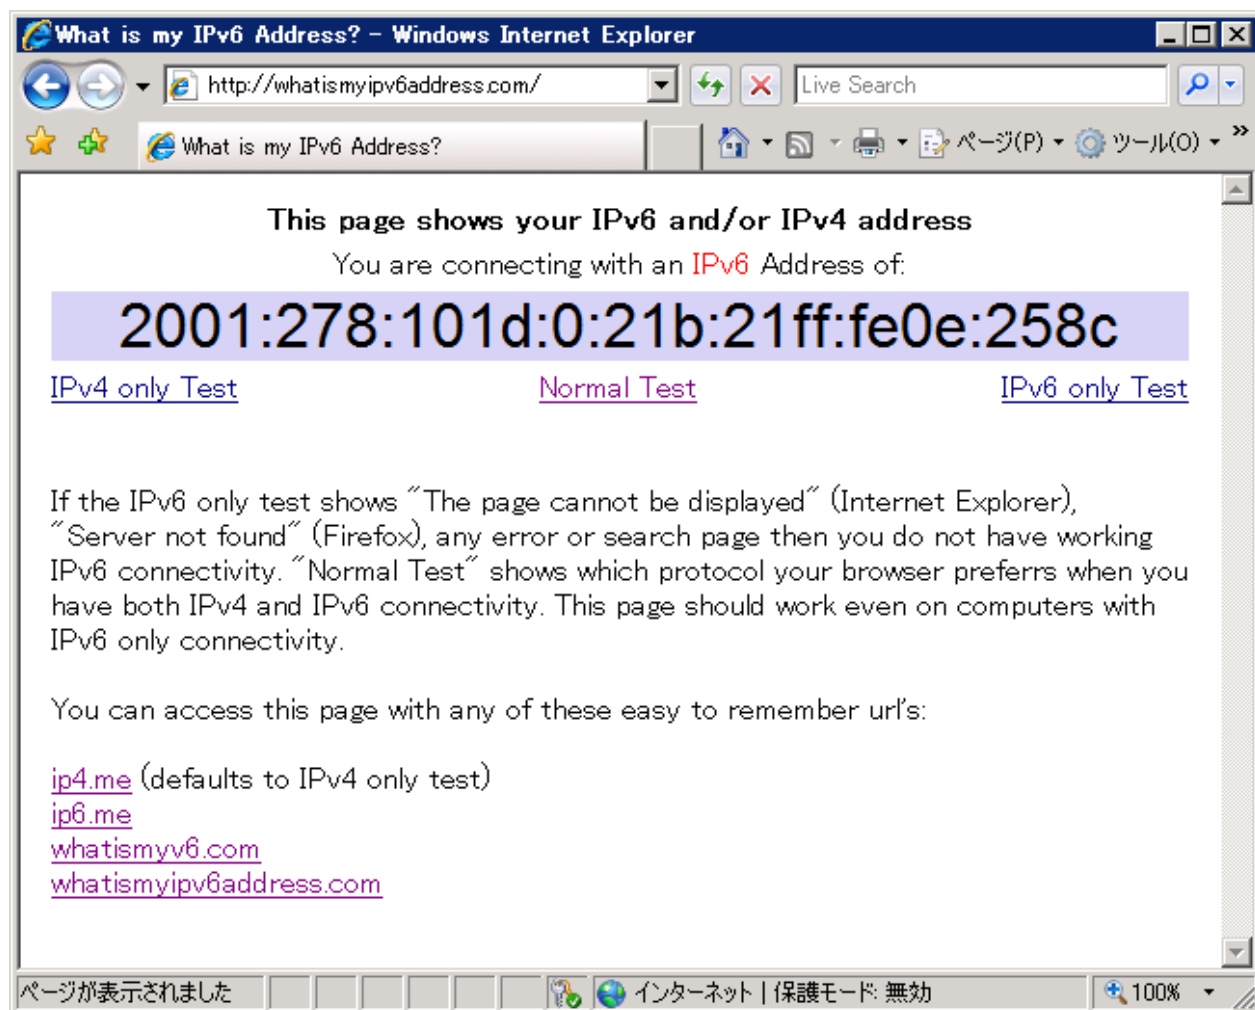 What is my IPv6 Address? - Windows Internet Explorer
http://whatismyipv6address.com/
Live Search
What is my IPv6 Address?
ページ(P)
ツール(O)
»
This page shows your IPv6 and/or IPv4 address
You are connecting with an IPv6 Address of:
2001:278:101d:0:21b:21ff:fe0e:258c
IPv4 only Test
Normal Test
IPv6 only Test
If the IPv6 only test shows "The page cannot be displayed" (Internet Explorer),
"Server not found" (Firefox), any error or search page then you do not have working
IPv6 connectivity. "Normal Test" shows which protocol your browser preferrs when you
have both IPv4 and IPv6 connectivity. This page should work even on computers with
IPv6 only connectivity.
You can access this page with any of these easy to remember url's:
ip4.me (defaults to IPv4 only test)
ip6.me
whatismyv6.com
whatismyipv6address.com
ページが表示されました
インターネット | 保護モード: 無効
100%